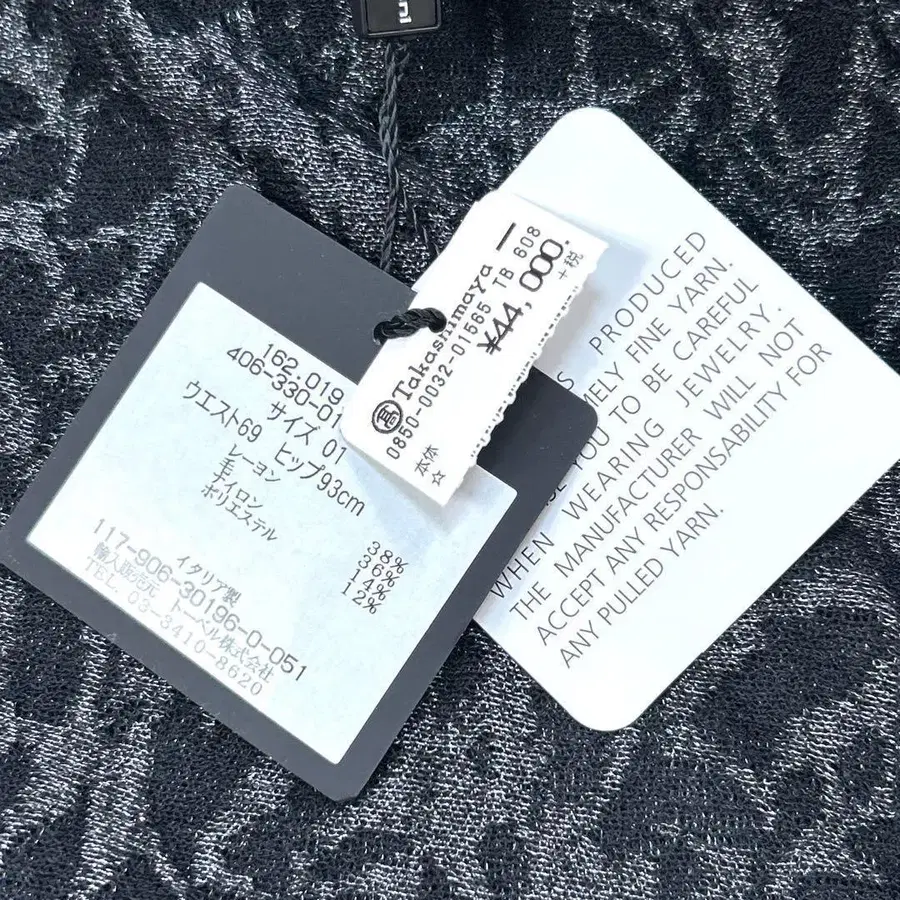 162 019
406-330-01
サイズ 01
ウエスト69 ヒップ93cm
レーヨン 38%
毛 36%
ナイロン 14%
ポリエステル 12%
イタリア製
117-906-30196-0-051
輸入販売元 トーベル株式会社
TEL. 03-3410-8620
髙 Takashimaya
0850-0032-01565 TB 608
本体 ¥44,000. +税
☆
PRODUCED
FINE YARN.
YOU TO BE CAREFUL
WHEN WEARING JEWELRY.
THE MANUFACTURER WILL NOT
ACCEPT ANY RESPONSABILITY FOR
ANY PULLED YARN.